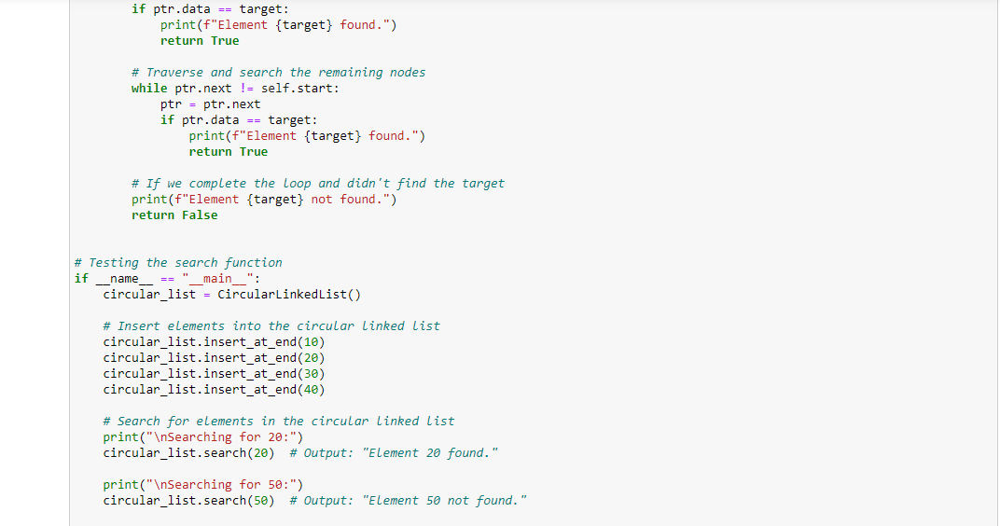 if ptr.data == target:
print(f"Element {target} found.")
return True
# Traverse and search the remaining nodes
while ptr.next != self.start:
ptr = ptr.next
if ptr.data == target:
print(f"Element {target} found.")
return True
# If we complete the loop and didn't find the target
print(f"Element {target} not found.")
return False
# Testing the search function
if __name__ == "__main__":
circular_list = CircularLinkedList()
# Insert elements into the circular linked list
circular_list.insert_at_end(10)
circular_list.insert_at_end(20)
circular_list.insert_at_end(30)
circular_list.insert_at_end(40)
# Search for elements in the circular linked list
print("\nSearching for 20:")
circular_list.search(20)  # Output: "Element 20 found."
print("\nSearching for 50:")
circular_list.search(50)  # Output: "Element 50 not found."